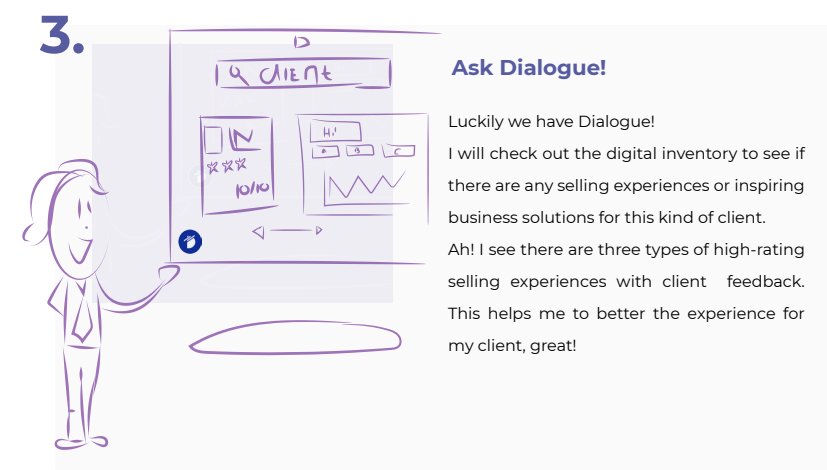 3.
CLIENT
Hi!
A B C
10/10
Ask Dialogue!
Luckily we have Dialogue!
I will check out the digital inventory to see if
there are any selling experiences or inspiring
business solutions for this kind of client.
Ah! I see there are three types of high-rating
selling experiences with client feedback.
This helps me to better the experience for
my client, great!